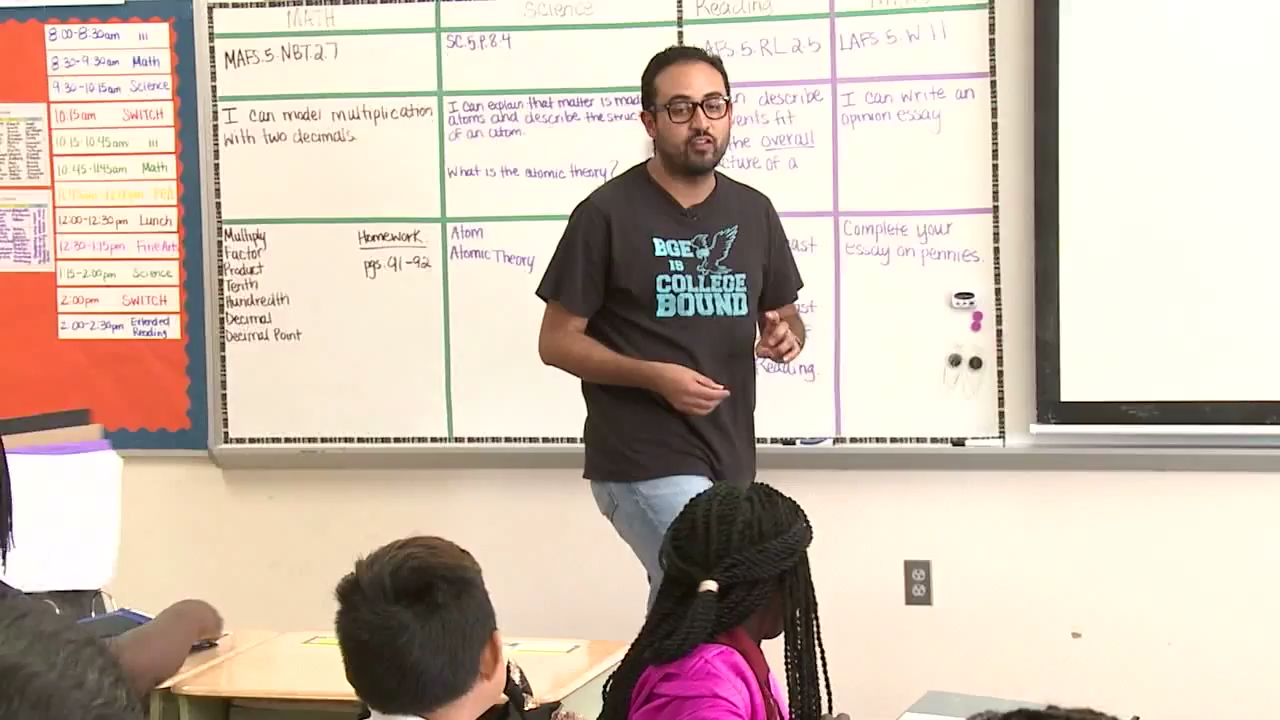 8:00-8:30am III
8:30-9:30am Math
9:30-10:15am Science
10:15am SWITCH
10:15-10:45am III
10:45-11:45am Math
12:00-12:30pm Lunch
12:30-1:15pm Fine Arts
1:15-2:00pm Science
2:00pm SWITCH
2:00-2:30pm Extended
Reading
MATH
MAFS.5.NBT.2.7
I can model multiplication
with two decimals.
Multiply
Factor
Product
Tenth
Hundredth
Decimal
Decimal Point
Homework
pgs. 91-92
Science
SC.5.P.8.4
I can explain that matter is made
atoms and describe the
of an atom.
What is the atomic theory?
Atom
Atomic Theory
Reading
RL.2.5
describe
fit
the overall
of a
Reading.
LAFS.5.W.1.1
I can write an
opinion essay
Complete your
essay on pennies.
BGE
IS
COLLEGE
BOUND